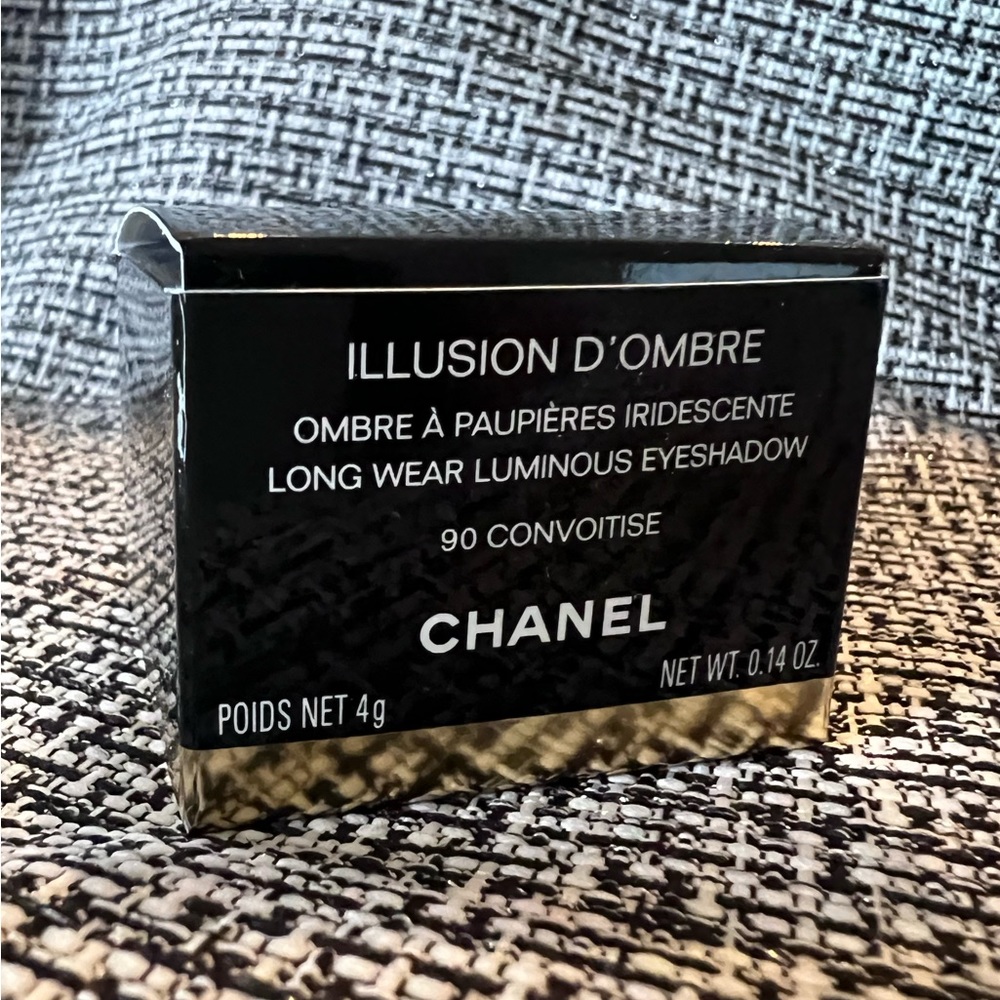 ILLUSION D'OMBRE
OMBRE À PAUPIÈRES IRIDESCENTE
LONG WEAR LUMINOUS EYESHADOW
90 CONVOITISE
CHANEL
NET WT. 0.14 OZ.
POIDS NET 4g